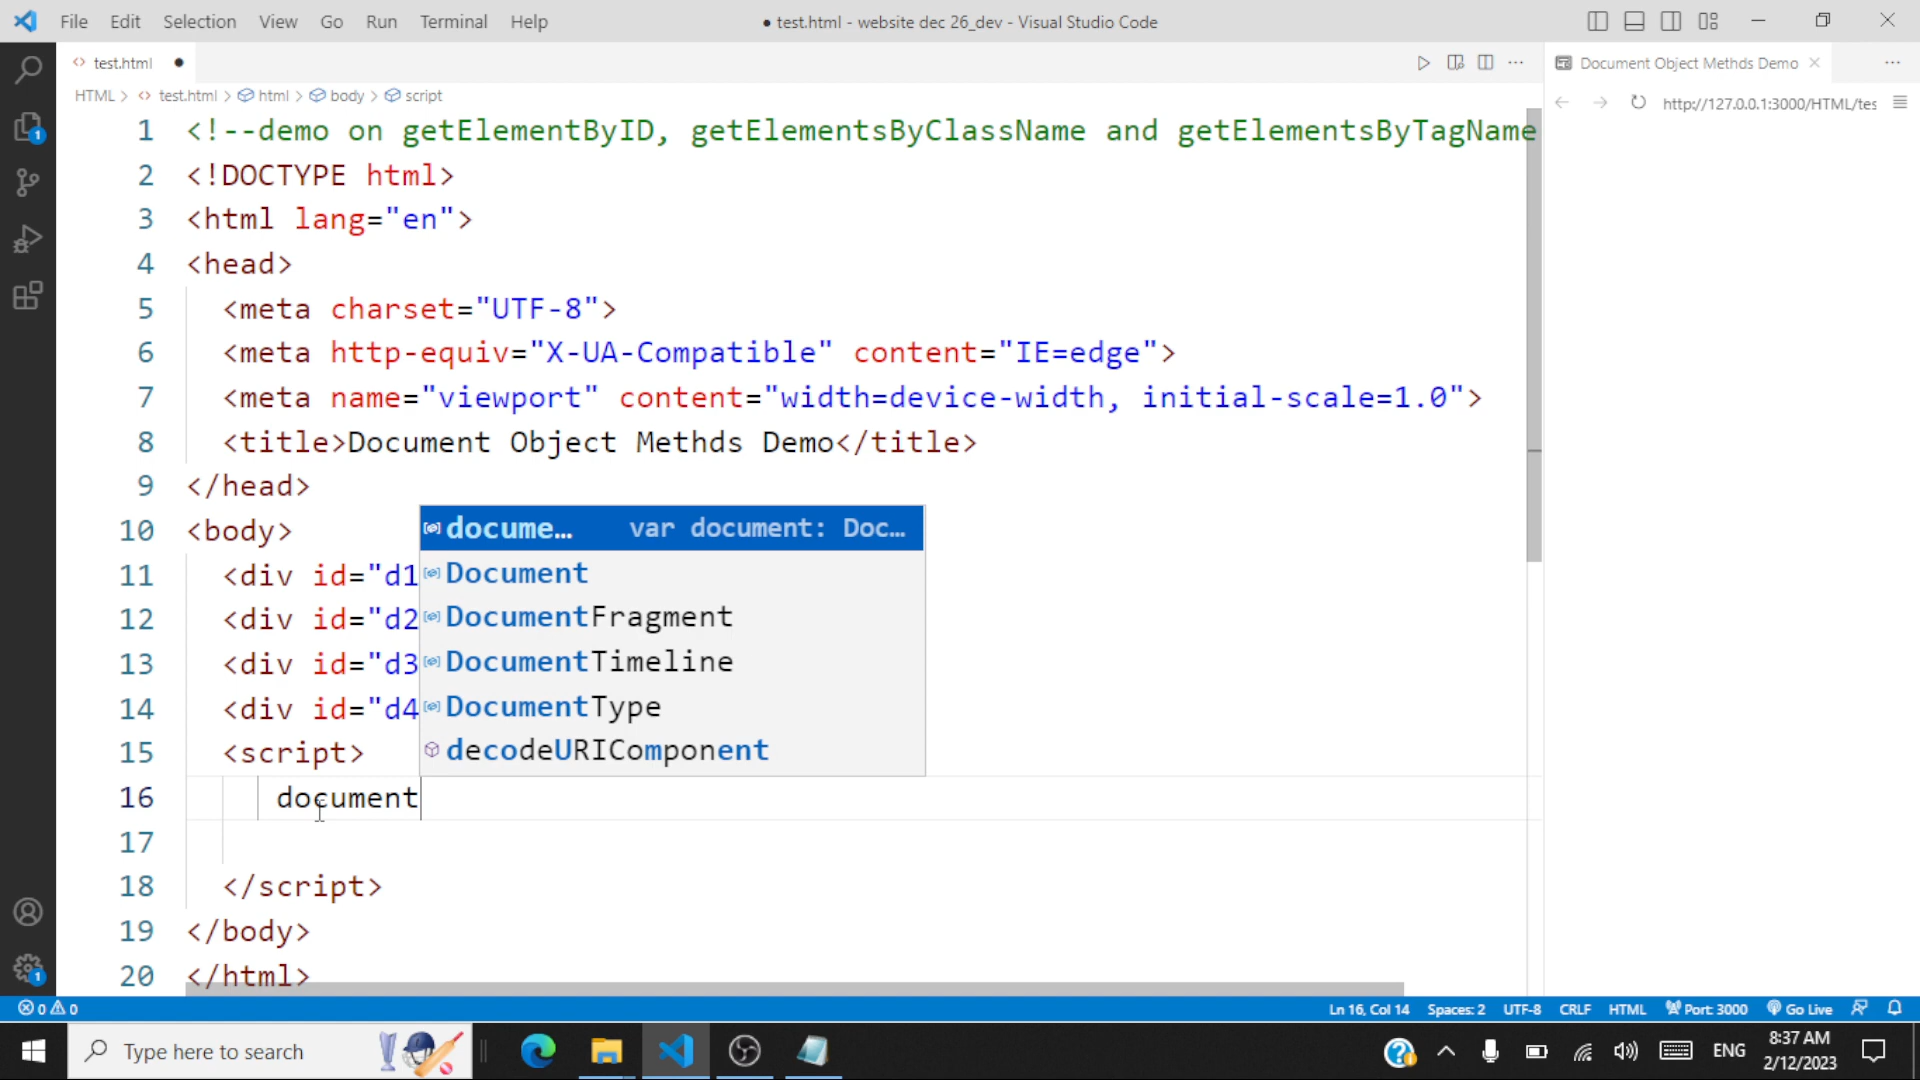 File Edit Selection View Go Run Terminal Help
● test.html - website dec 26_dev - Visual Studio Code
test.html ●
Document Object Methds Demo
HTML > test.html > html > body > script
http://127.0.0.1:3000/HTML/tes
1 <!--demo on getElementByID, getElementsByClassName and getElementsByTagName
2 <!DOCTYPE html>
3 <html lang="en">
4 <head>
5 <meta charset="UTF-8">
6 <meta http-equiv="X-UA-Compatible" content="IE=edge">
7 <meta name="viewport" content="width=device-width, initial-scale=1.0">
8 <title>Document Object Methds Demo</title>
9 </head>
10 <body>
docume… var document: Doc…
11 <div id="d1
Document
12 <div id="d2
DocumentFragment
13 <div id="d3
DocumentTimeline
14 <div id="d4
DocumentType
15 <script>
decodeURIComponent
16 document
17
18 </script>
19 </body>
20 </html>
1
1
0 0
Ln 16, Col 14 Spaces: 2 UTF-8 CRLF HTML Port: 3000 Go Live
Type here to search
ENG
8:37 AM
2/12/2023